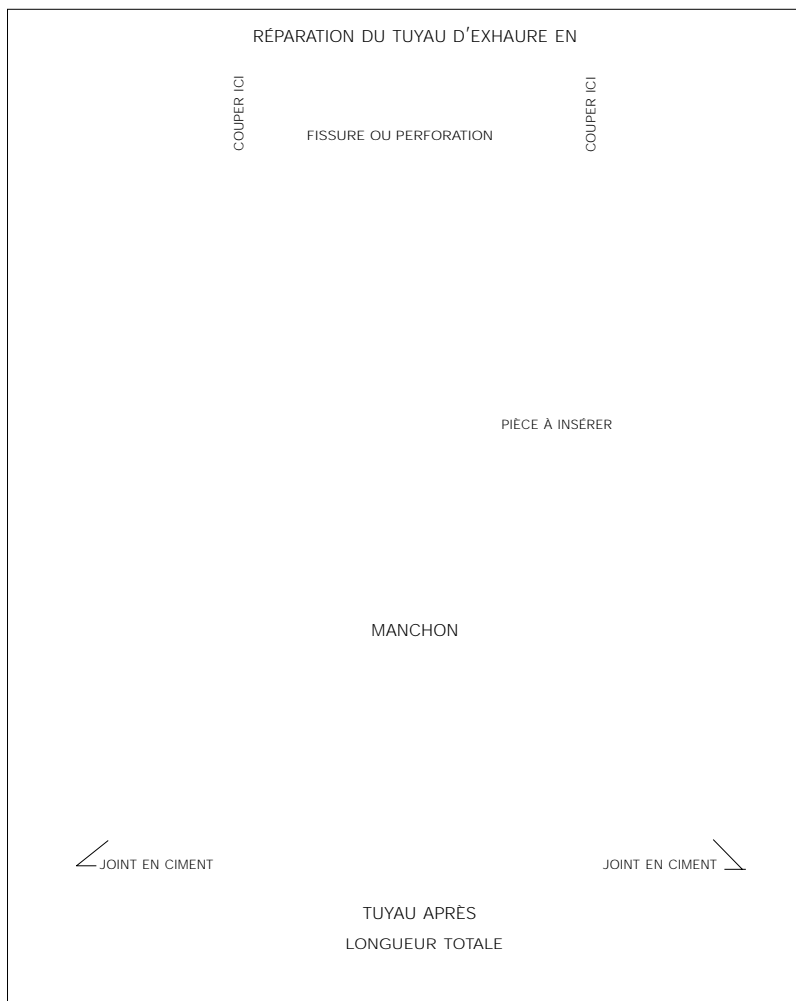 RÉPARATION DU TUYAU D'EXHAURE EN
COUPER ICI
COUPER ICI
FISSURE OU PERFORATION
PIÈCE À INSÉRER
MANCHON
JOINT EN CIMENT
JOINT EN CIMENT
TUYAU APRÈS
LONGUEUR TOTALE